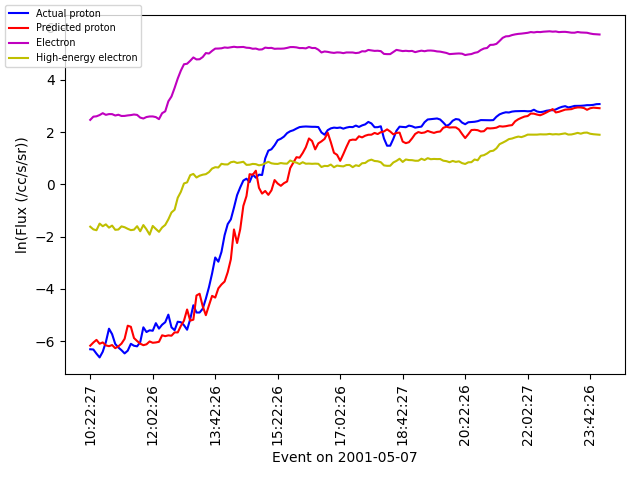 Actual proton
Predicted proton
Electron
High-energy electron
4
2
0
−2
−4
−6
ln(Flux (/cc/s/sr))
10:22:27
12:02:26
13:42:26
15:22:26
17:02:26
18:42:27
20:22:26
22:02:27
23:42:26
Event on 2001-05-07